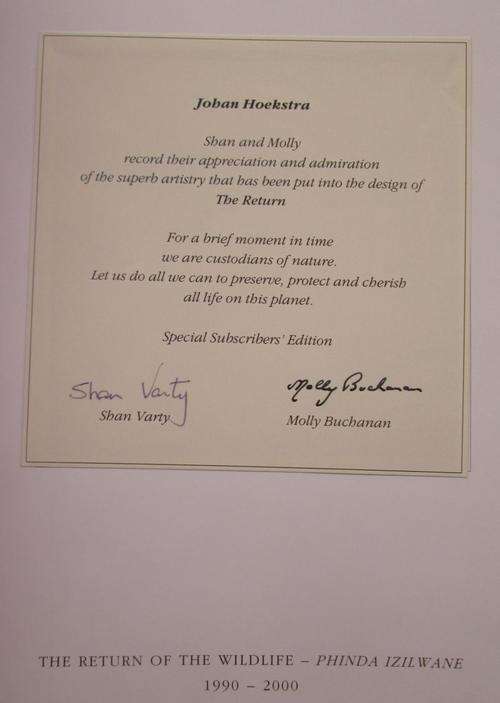 Johan Hoekstra
Shan and Molly
record their appreciation and admiration
of the superb artistry that has been put into the design of
The Return
For a brief moment in time
we are custodians of nature.
Let us do all we can to preserve, protect and cherish
all life on this planet.
Special Subscribers' Edition
Shan Varty Molly Buchanan
Shan Varty Molly Buchanan
THE RETURN OF THE WILDLIFE – PHINDA IZILWANE
1990 – 2000